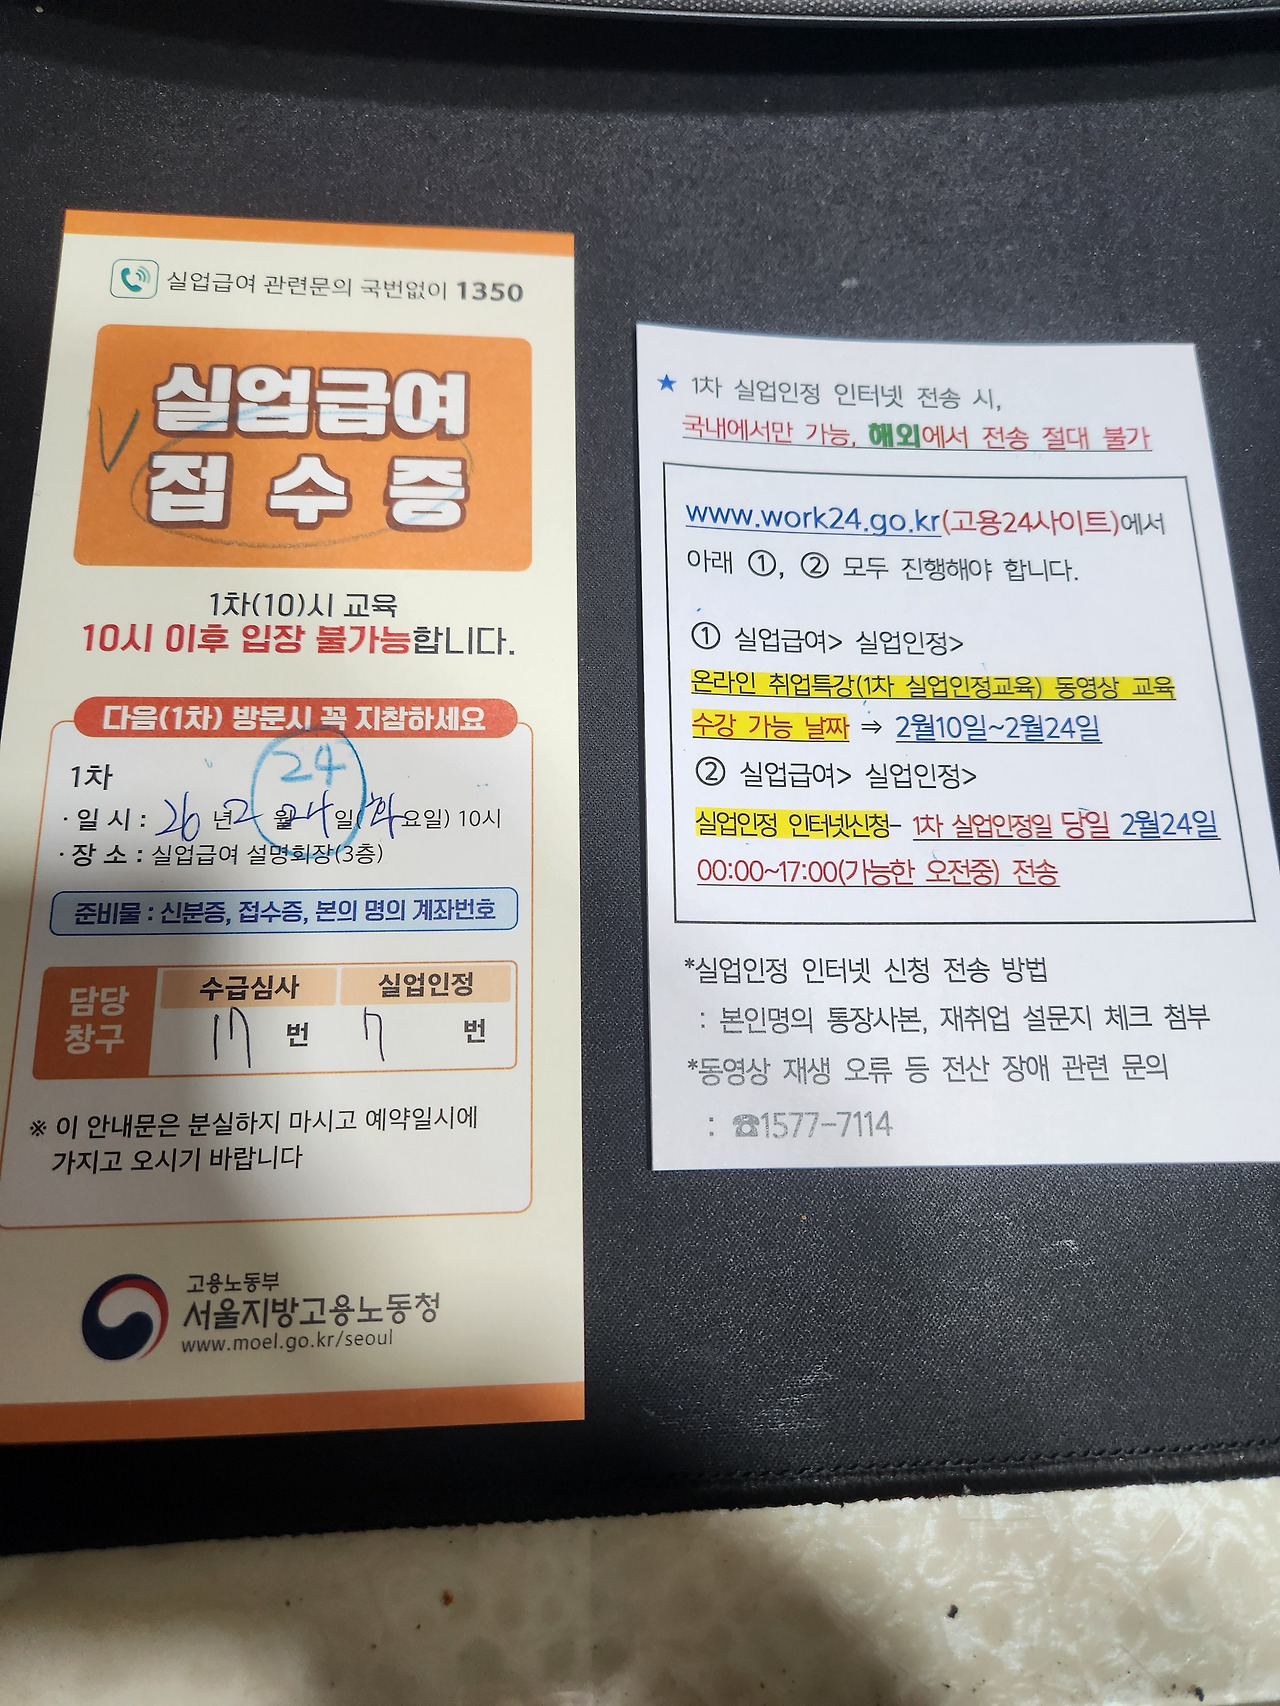 실업급여 관련문의 국번없이 1350
실업급여
접 수 증
1차(10)시 교육
10시 이후 입장 불가능합니다.
다음(1차) 방문시 꼭 지참하세요
24
1차
· 일 시 : 26 년 2 월 24 일(화요일) 10시
· 장 소 : 실업급여 설명회장(3층)
준비물 : 신분증, 접수증, 본의 명의 계좌번호
담당
창구
수급심사 실업인정
17 번 7 번
※ 이 안내문은 분실하지 마시고 예약일시에
가지고 오시기 바랍니다
고용노동부
서울지방고용노동청
www.moel.go.kr/seoul
★ 1차 실업인정 인터넷 전송 시,
국내에서만 가능, 해외에서 전송 절대 불가
www.work24.go.kr(고용24사이트)에서
아래 ①, ② 모두 진행해야 합니다.
① 실업급여> 실업인정>
온라인 취업특강(1차 실업인정교육) 동영상 교육
수강 가능 날짜 ⇒ 2월10일~2월24일
② 실업급여> 실업인정>
실업인정 인터넷신청- 1차 실업인정일 당일 2월24일
00:00~17:00(가능한 오전중) 전송
*실업인정 인터넷 신청 전송 방법
: 본인명의 통장사본, 재취업 설문지 체크 첨부
*동영상 재생 오류 등 전산 장애 관련 문의
: ☎1577-7114